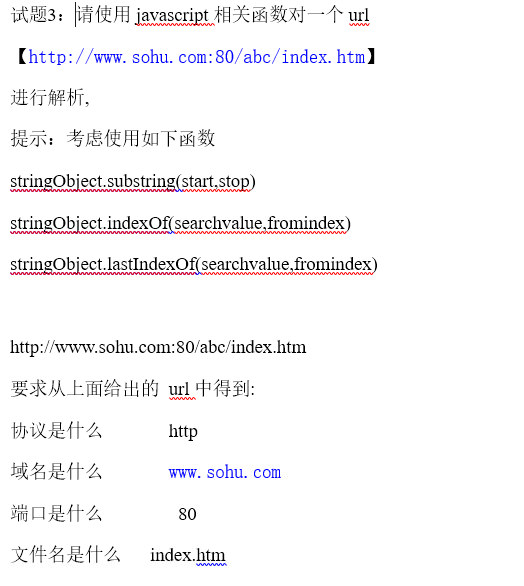 试题3：请使用 javascript 相关函数对一个 url
【http://www.sohu.com:80/abc/index.htm】
进行解析,
提示：考虑使用如下函数
stringObject.substring(start,stop)
stringObject.indexOf(searchvalue,fromindex)
stringObject.lastIndexOf(searchvalue,fromindex)
http://www.sohu.com:80/abc/index.htm
要求从上面给出的 url 中得到:
协议是什么 http
域名是什么 www.sohu.com
端口是什么 80
文件名是什么 index.htm